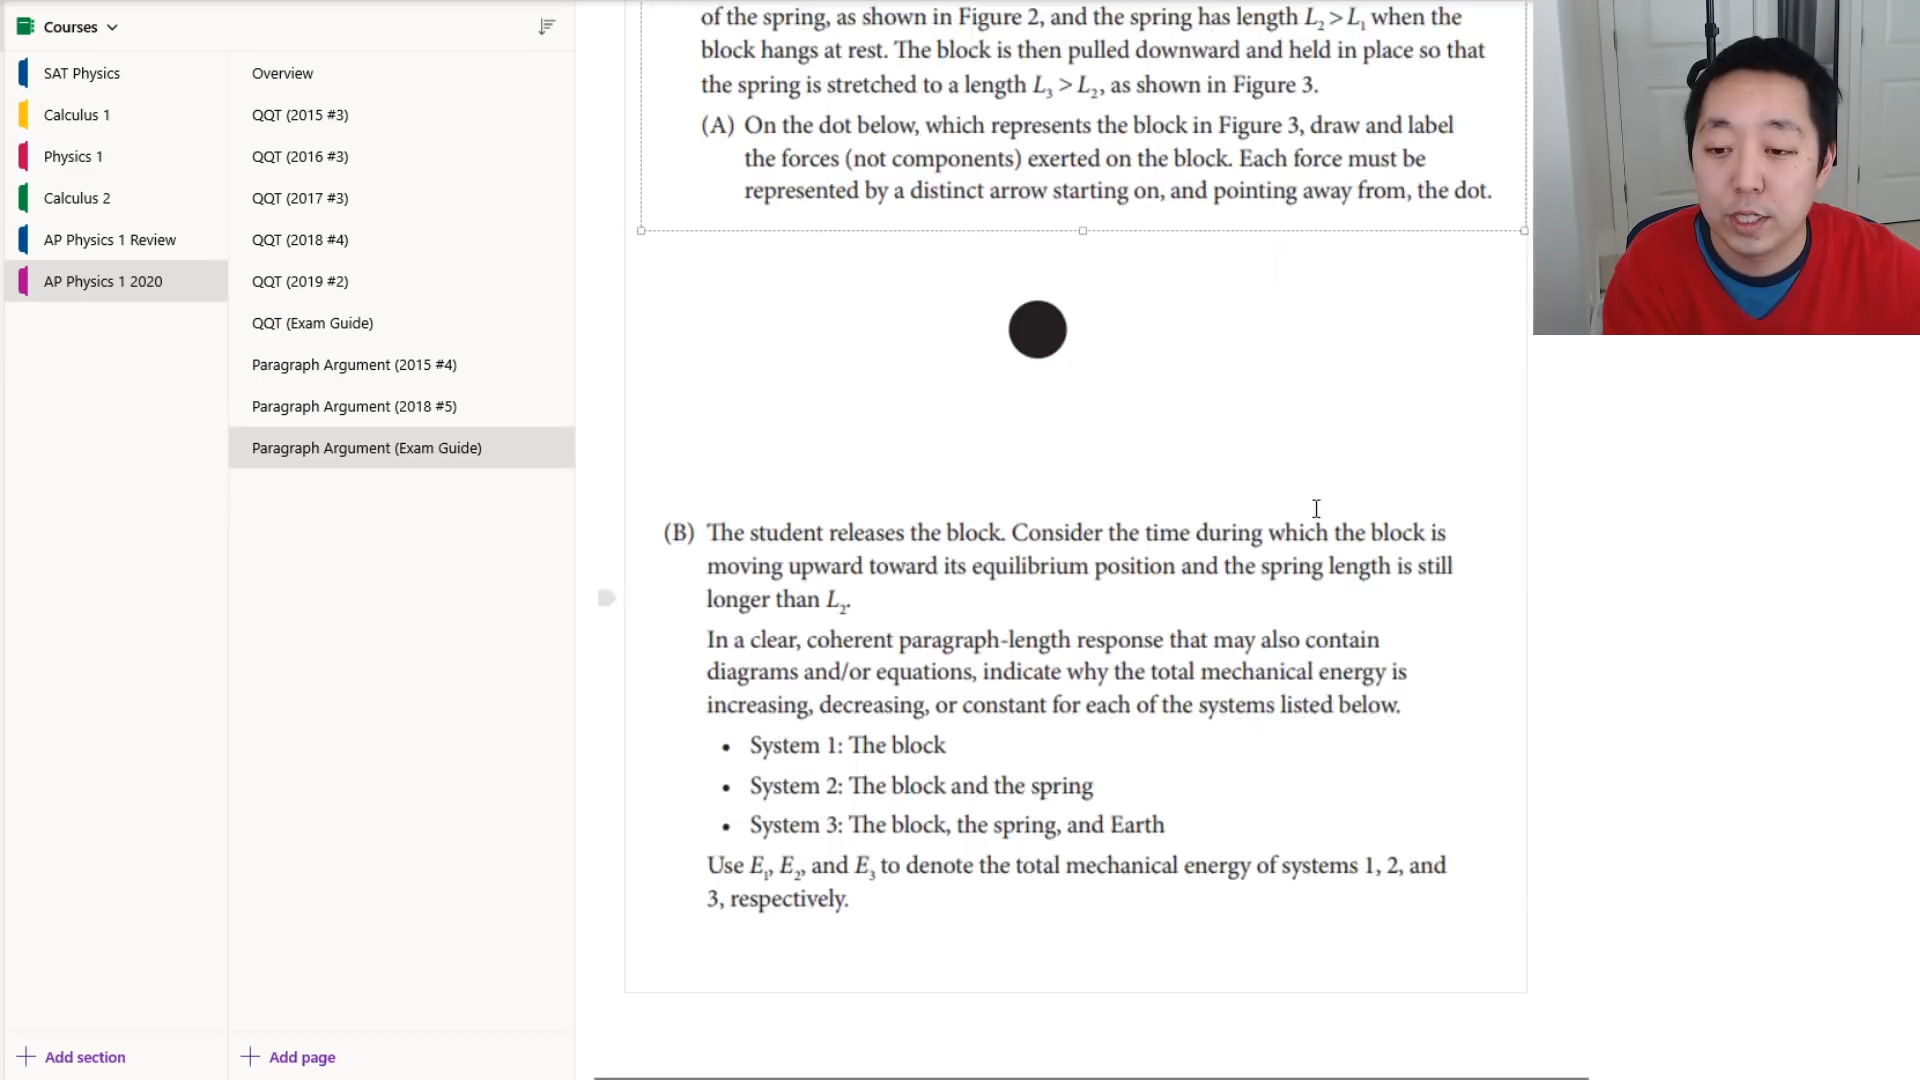 Courses
SAT Physics
Calculus 1
Physics 1
Calculus 2
AP Physics 1 Review
AP Physics 1 2020
Add section
Overview
QQT (2015 #3)
QQT (2016 #3)
QQT (2017 #3)
QQT (2018 #4)
QQT (2019 #2)
QQT (Exam Guide)
Paragraph Argument (2015 #4)
Paragraph Argument (2018 #5)
Paragraph Argument (Exam Guide)
Add page
of the spring, as shown in Figure 2, and the spring has length L₂ > L₁ when the
block hangs at rest. The block is then pulled downward and held in place so that
the spring is stretched to a length L₃ > L₂, as shown in Figure 3.
(A) On the dot below, which represents the block in Figure 3, draw and label
the forces (not components) exerted on the block. Each force must be
represented by a distinct arrow starting on, and pointing away from, the dot.
(B) The student releases the block. Consider the time during which the block is
moving upward toward its equilibrium position and the spring length is still
longer than L₂.
In a clear, coherent paragraph-length response that may also contain
diagrams and/or equations, indicate why the total mechanical energy is
increasing, decreasing, or constant for each of the systems listed below.
• System 1: The block
• System 2: The block and the spring
• System 3: The block, the spring, and Earth
Use E₁, E₂, and E₃ to denote the total mechanical energy of systems 1, 2, and
3, respectively.